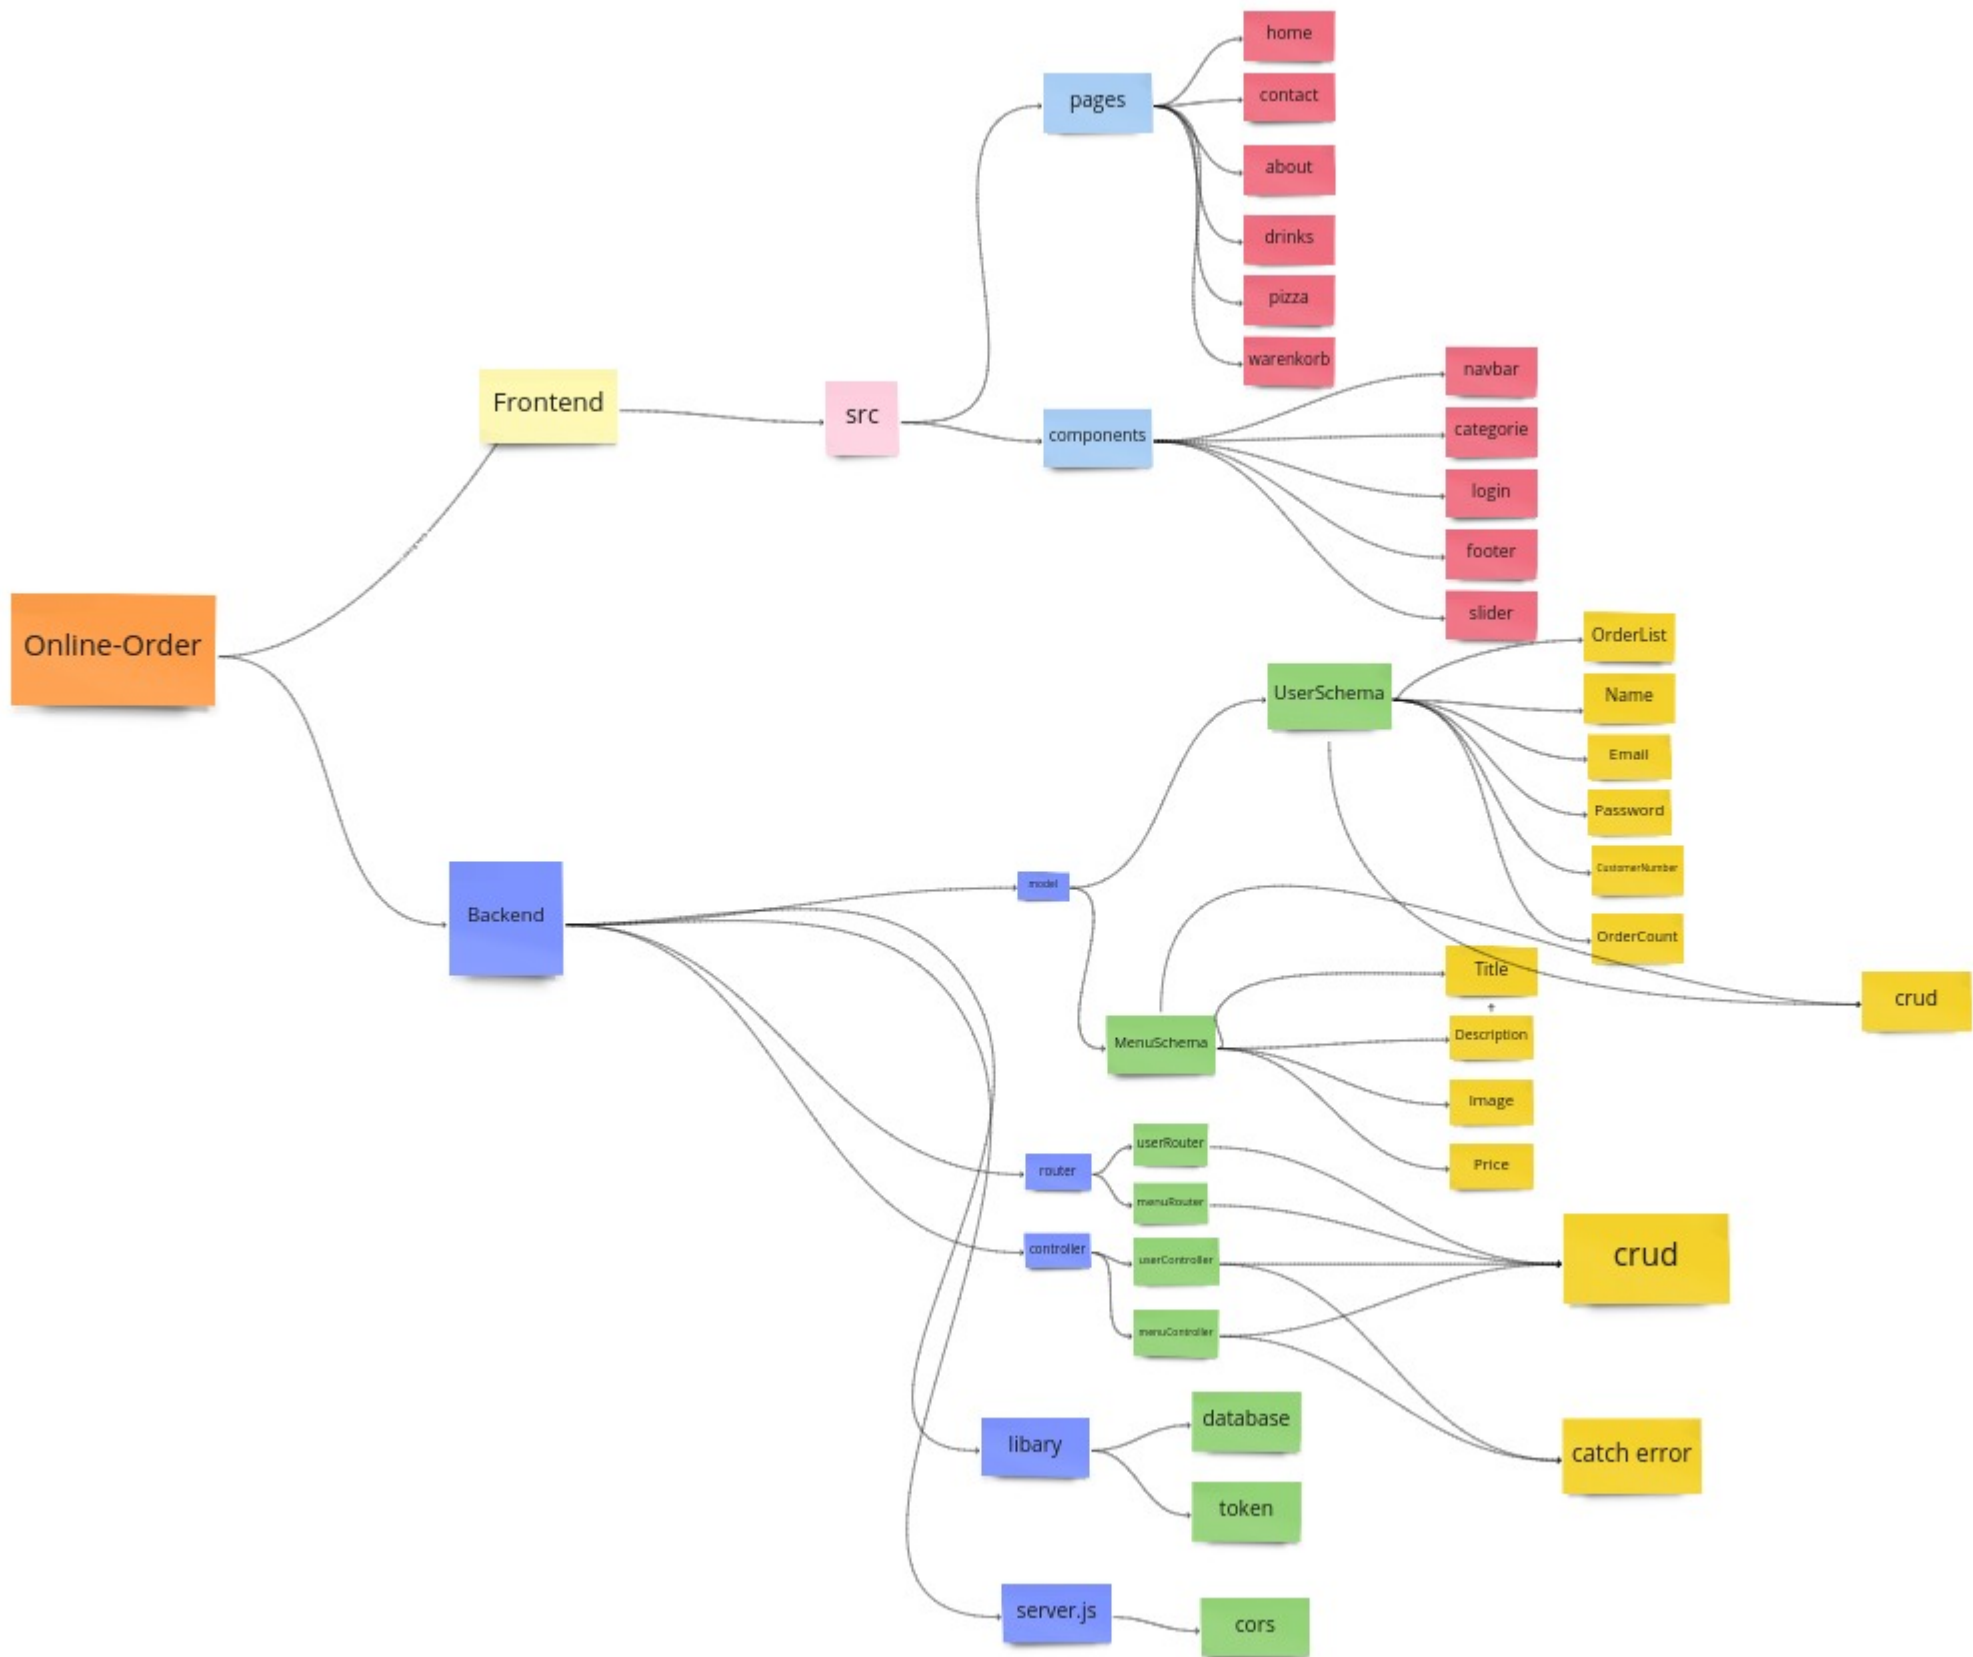 home
contact
about
drinks
pizza
warenkorb
pages
navbar
categorie
login
footer
slider
components
src
Frontend
Online-Order
Backend
model
UserSchema
OrderList
Name
Email
Password
CustomerNumber
OrderCount
MenuSchema
Title
Description
Image
Price
crud
router
userRouter
menuRouter
controller
userController
menuController
crud
catch error
libary
database
token
server.js
cors